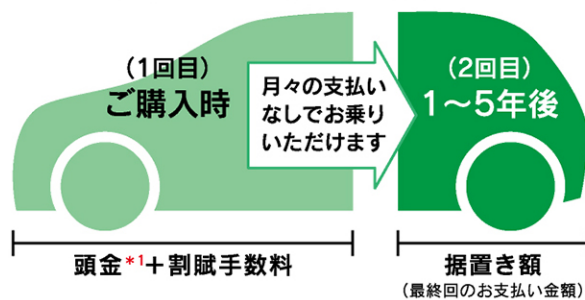 (1回目)
ご購入時
月々の支払い
なしでお乗り
いただけます
(2回目)
1～5年後
頭金*1＋割賦手数料
据置き額
(最終回のお支払い金額)